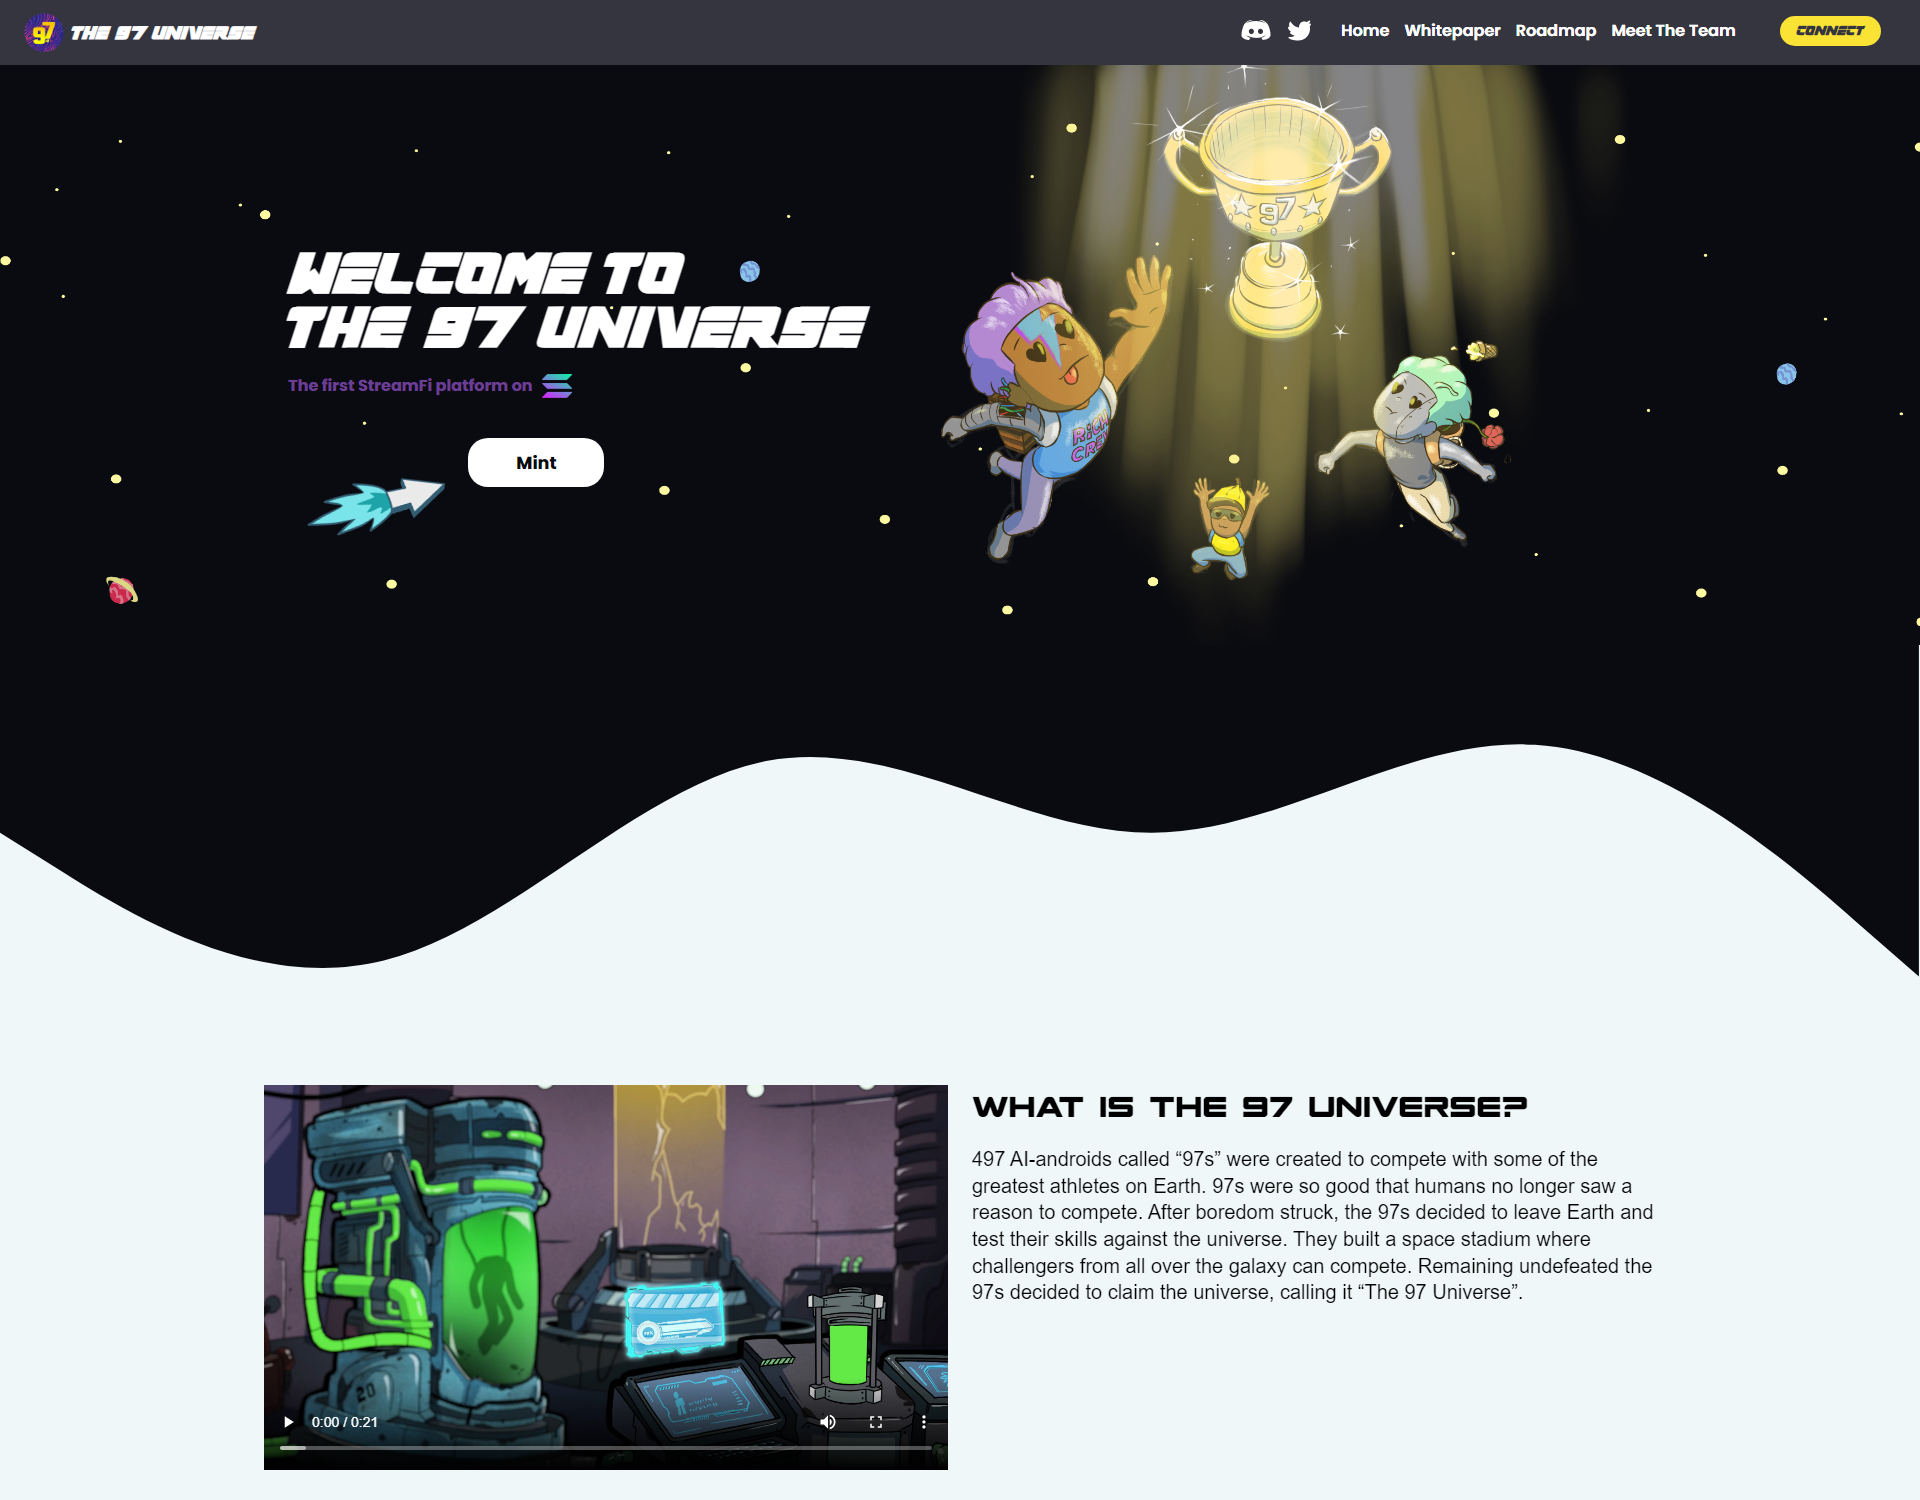 97 THE 97 UNIVERSE
Home Whitepaper Roadmap Meet The Team CONNECT
97
WELCOME TO
THE 97 UNIVERSE
The first StreamFi platform on
RICH
CREW
Mint
WHAT IS THE 97 UNIVERSE?
497 AI-androids called “97s” were created to compete with some of the
greatest athletes on Earth. 97s were so good that humans no longer saw a
reason to compete. After boredom struck, the 97s decided to leave Earth and
test their skills against the universe. They built a space stadium where
challengers from all over the galaxy can compete. Remaining undefeated the
97s decided to claim the universe, calling it “The 97 Universe”.
20
0:00 / 0:21